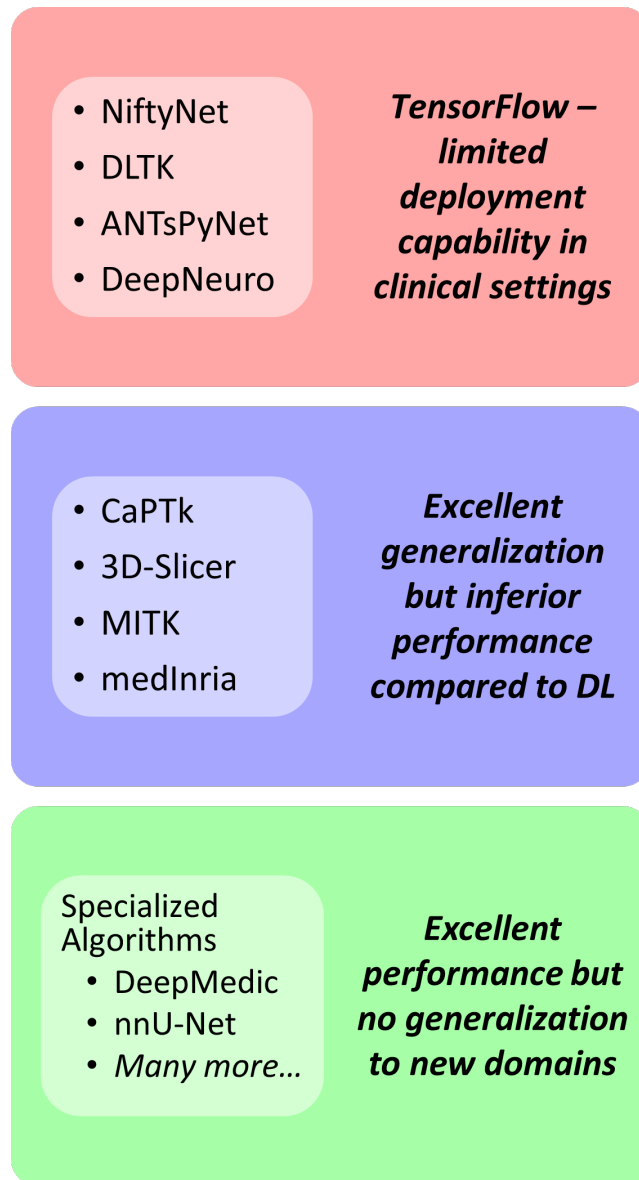 • NiftyNet
• DLTK
• ANTsPyNet
• DeepNeuro
TensorFlow –
limited
deployment
capability in
clinical settings
• CaPTk
• 3D-Slicer
• MITK
• medInria
Excellent
generalization
but inferior
performance
compared to DL
Specialized
Algorithms
• DeepMedic
• nnU-Net
• Many more...
Excellent
performance but
no generalization
to new domains